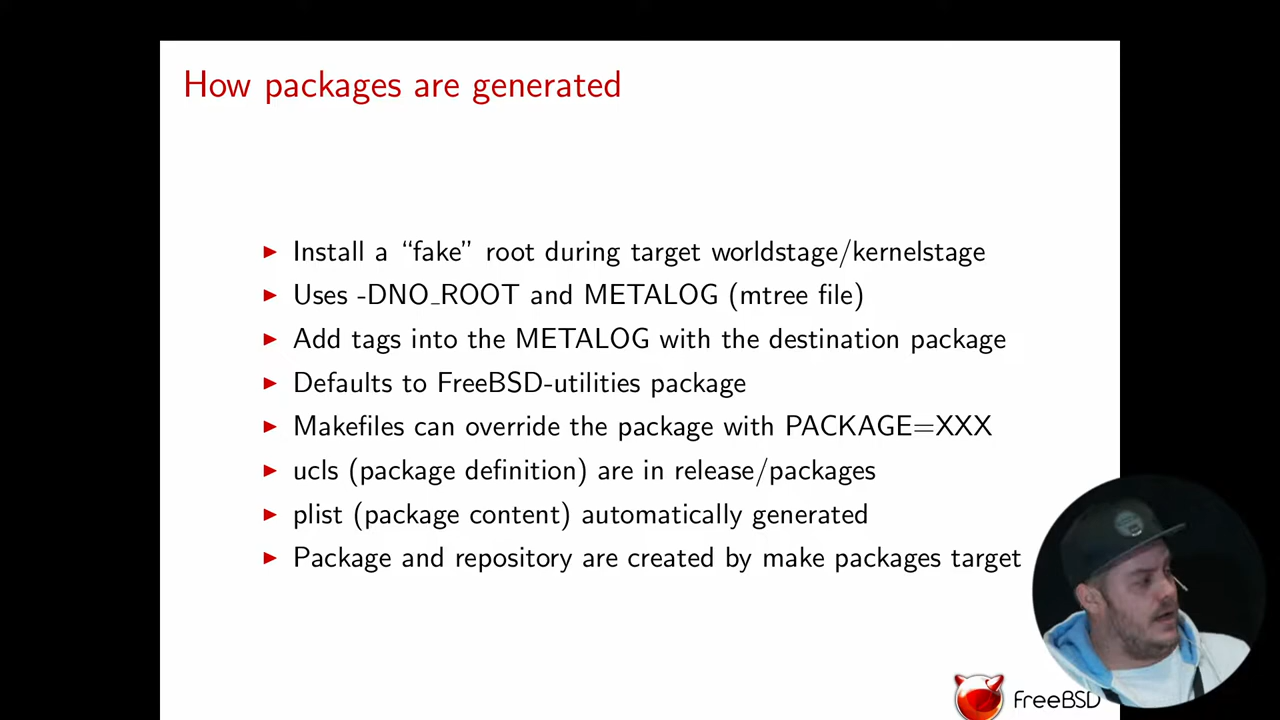 How packages are generated
Install a “fake” root during target worldstage/kernelstage
Uses -DNO_ROOT and METALOG (mtree file)
Add tags into the METALOG with the destination package
Defaults to FreeBSD-utilities package
Makefiles can override the package with PACKAGE=XXX
ucls (package definition) are in release/packages
plist (package content) automatically generated
Package and repository are created by make packages target
FreeBSD